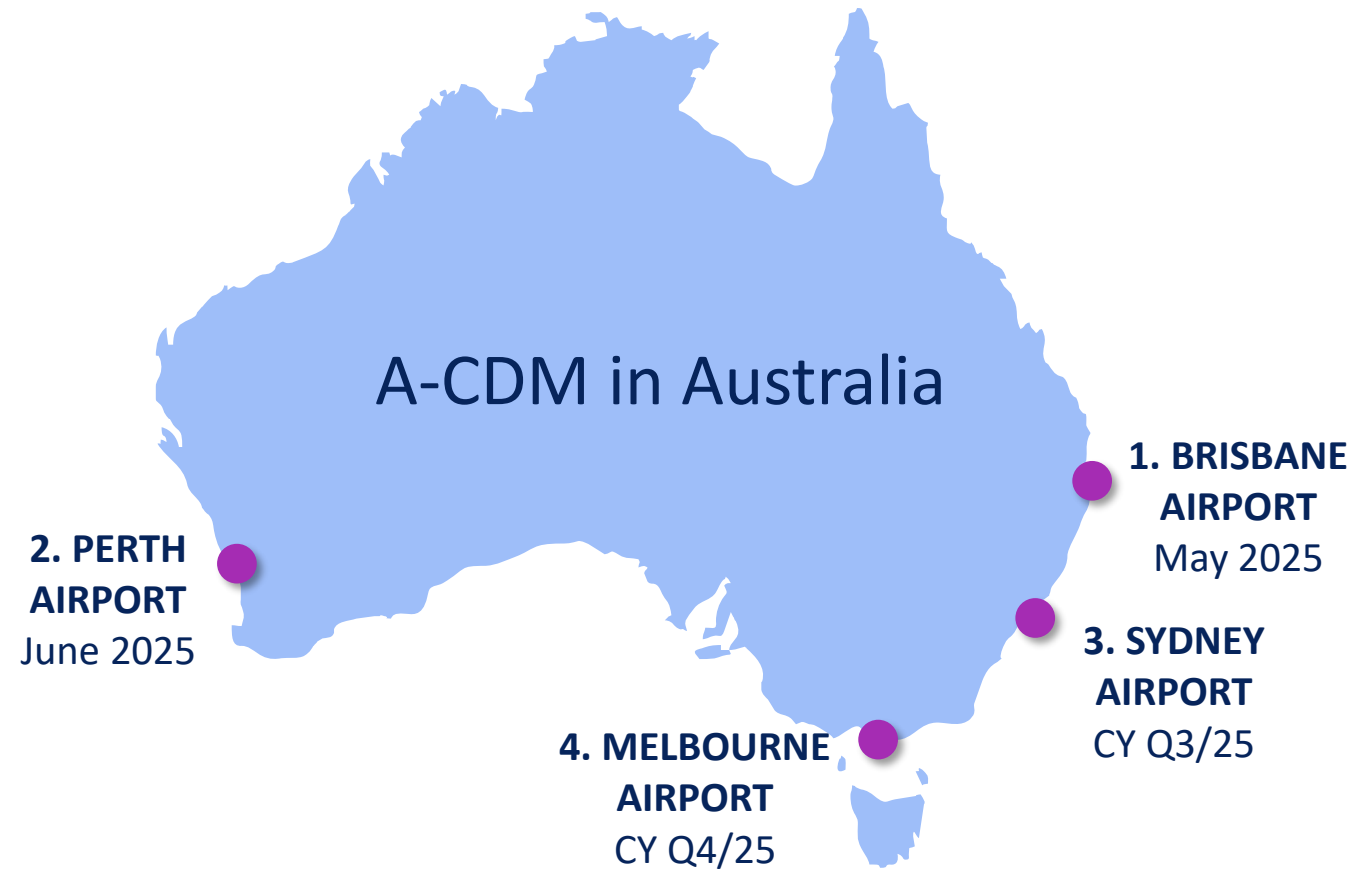 A-CDM in Australia
1. BRISBANE
AIRPORT
May 2025
2. PERTH
AIRPORT
June 2025
3. SYDNEY
AIRPORT
CY Q3/25
4. MELBOURNE
AIRPORT
CY Q4/25